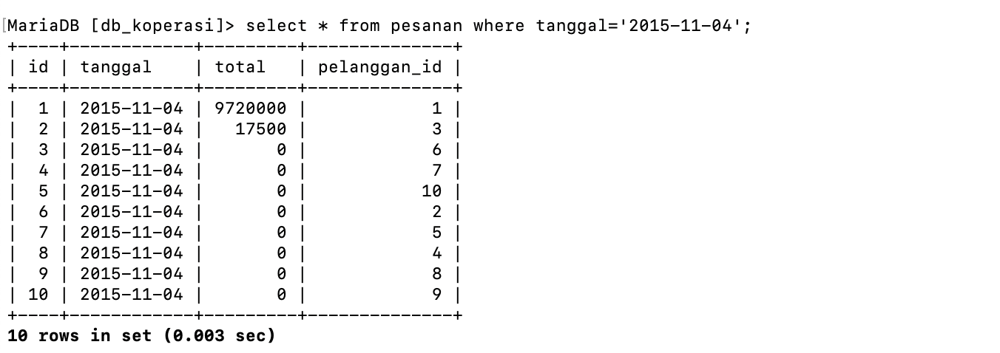 [MariaDB [db_koperasi]> select * from pesanan where tanggal='2015-11-04';
+----+-------------+---------+--------------+
| id | tanggal     | total   | pelanggan_id |
+----+-------------+---------+--------------+
|  1 | 2015-11-04  | 9720000 |            1 |
|  2 | 2015-11-04  |   17500 |            3 |
|  3 | 2015-11-04  |       0 |            6 |
|  4 | 2015-11-04  |       0 |            7 |
|  5 | 2015-11-04  |       0 |           10 |
|  6 | 2015-11-04  |       0 |            2 |
|  7 | 2015-11-04  |       0 |            5 |
|  8 | 2015-11-04  |       0 |            4 |
|  9 | 2015-11-04  |       0 |            8 |
| 10 | 2015-11-04  |       0 |            9 |
+----+-------------+---------+--------------+
10 rows in set (0.003 sec)